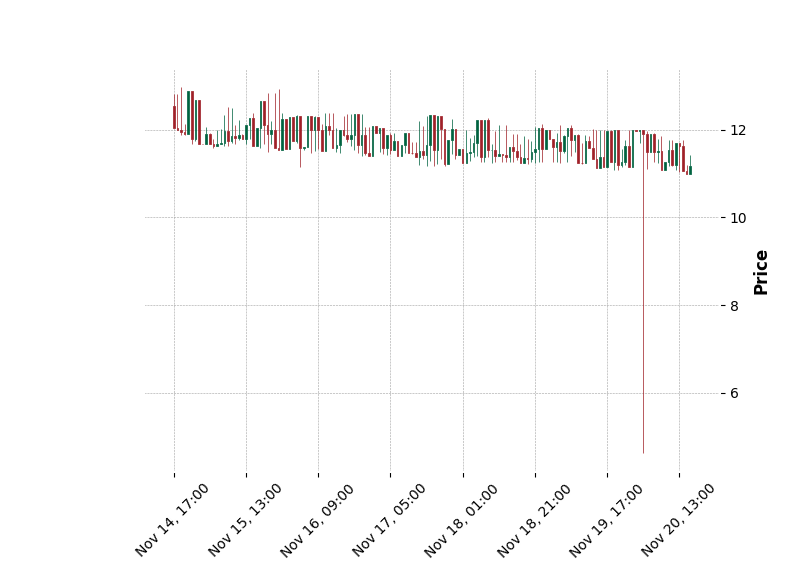 12
10
8
6
Price
Nov 14, 17:00
Nov 15, 13:00
Nov 16, 09:00
Nov 17, 05:00
Nov 18, 01:00
Nov 18, 21:00
Nov 19, 17:00
Nov 20, 13:00